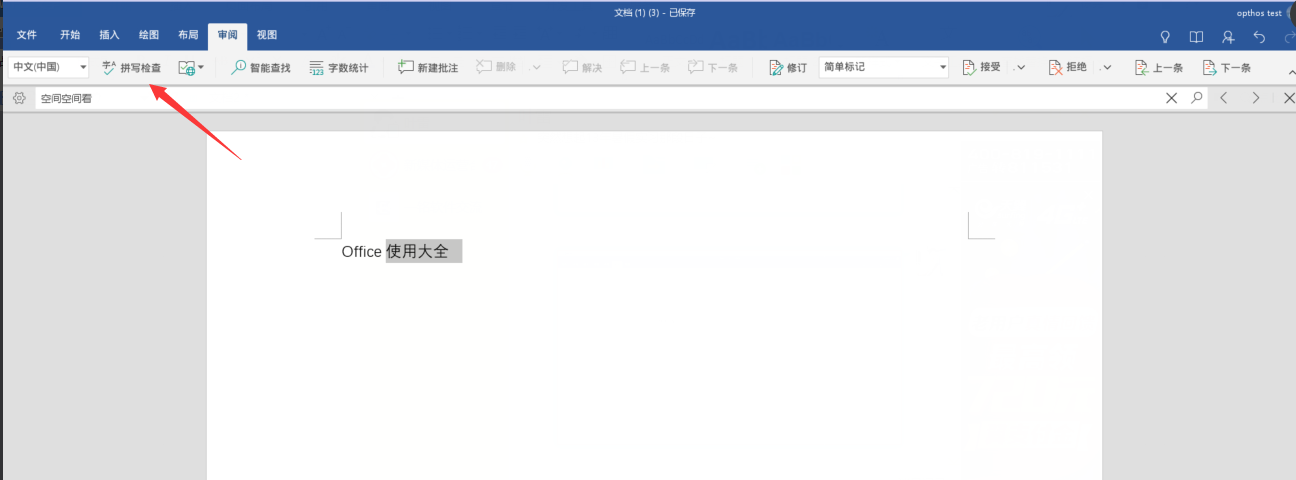 文档 (1) (3) - 已保存
opthos test
文件 开始 插入 绘图 布局 审阅 视图
中文(中国) 拼写检查 智能查找 字数统计 新建批注 删除 解决 上一条 下一条 修订 简单标记 接受 拒绝 上一条 下一条
空间空间看
Office 使用大全